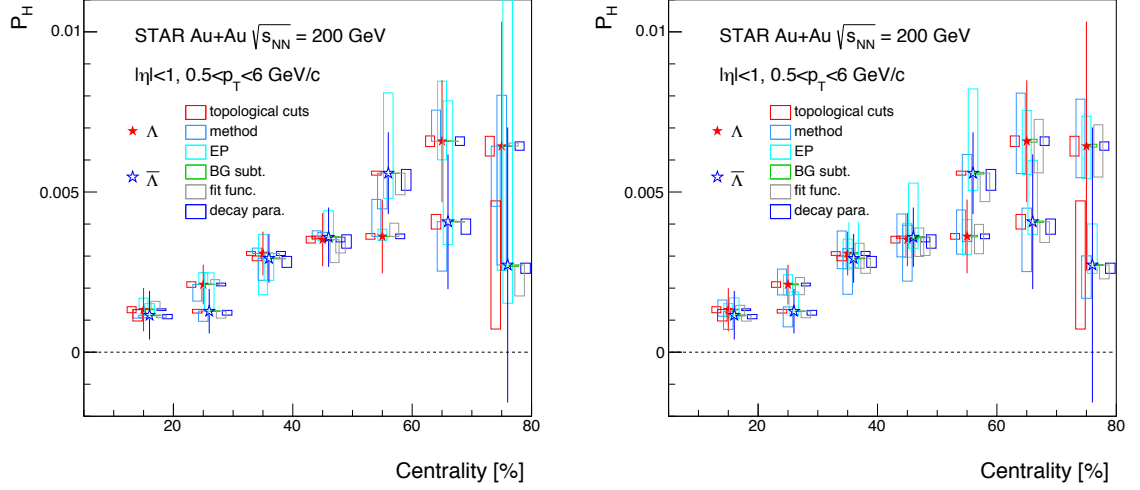 P_H
0.01
STAR Au+Au √s_NN = 200 GeV
|η|<1, 0.5<p_T<6 GeV/c
topological cuts
Λ
method
EP
0.005
BG subt.
Λ̅
fit func.
decay para.
0
20
40
60
80
Centrality [%]
P_H
0.01
STAR Au+Au √s_NN = 200 GeV
|η|<1, 0.5<p_T<6 GeV/c
topological cuts
Λ
method
EP
0.005
BG subt.
Λ̅
fit func.
decay para.
0
20
40
60
80
Centrality [%]